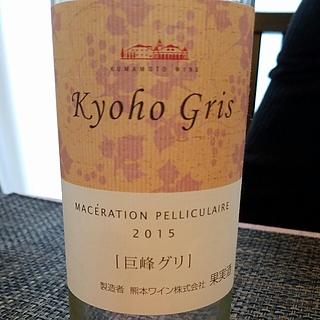 KUMAMOTO WINE
Kyoho Gris
MACÉRATION PELLICULAIRE
2015
[巨峰グリ]
製造者 熊本ワイン株式会社 果実酒